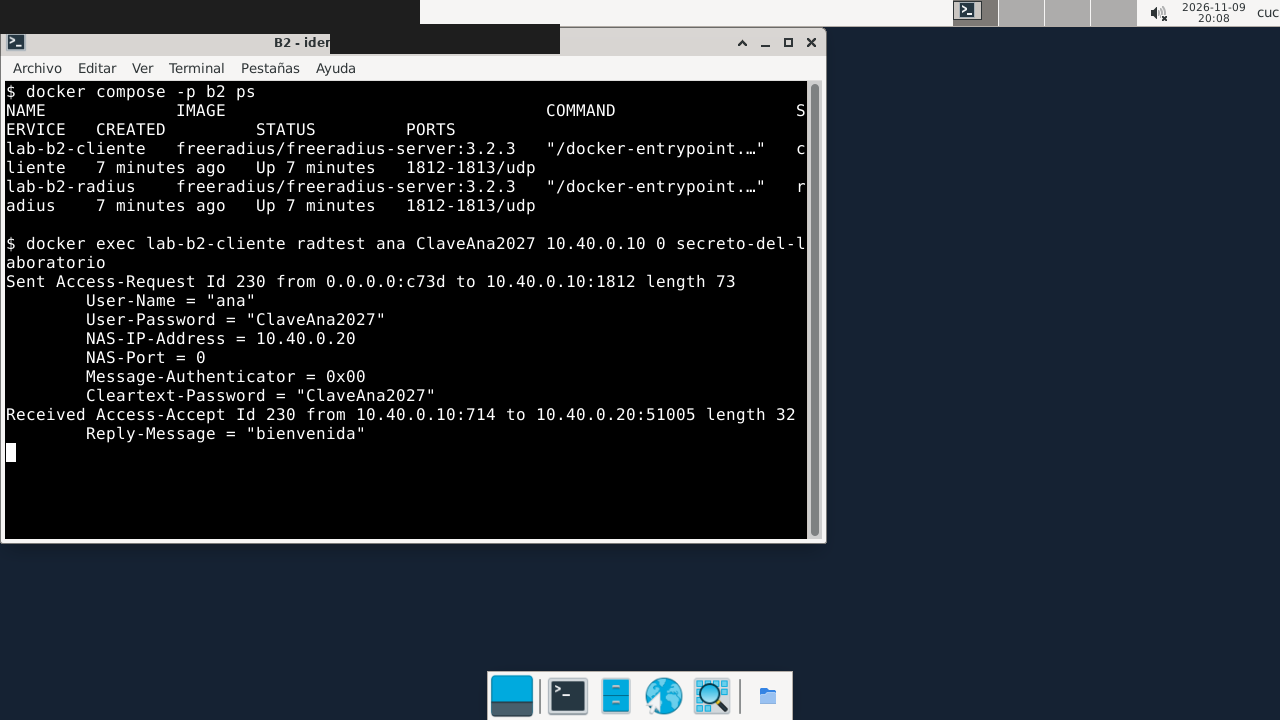 2026-11-09
20:08
cuc
B2 - iden
Archivo Editar Ver Terminal Pestañas Ayuda
$ docker compose -p b2 ps
NAME             IMAGE                                COMMAND                  S
ERVICE   CREATED         STATUS         PORTS
lab-b2-cliente   freeradius/freeradius-server:3.2.3   "/docker-entrypoint.…"   c
liente   7 minutes ago   Up 7 minutes   1812-1813/udp
lab-b2-radius    freeradius/freeradius-server:3.2.3   "/docker-entrypoint.…"   r
adius    7 minutes ago   Up 7 minutes   1812-1813/udp
$ docker exec lab-b2-cliente radtest ana ClaveAna2027 10.40.0.10 0 secreto-del-l
aboratorio
Sent Access-Request Id 230 from 0.0.0.0:c73d to 10.40.0.10:1812 length 73
User-Name = "ana"
User-Password = "ClaveAna2027"
NAS-IP-Address = 10.40.0.20
NAS-Port = 0
Message-Authenticator = 0x00
Cleartext-Password = "ClaveAna2027"
Received Access-Accept Id 230 from 10.40.0.10:714 to 10.40.0.20:51005 length 32
Reply-Message = "bienvenida"